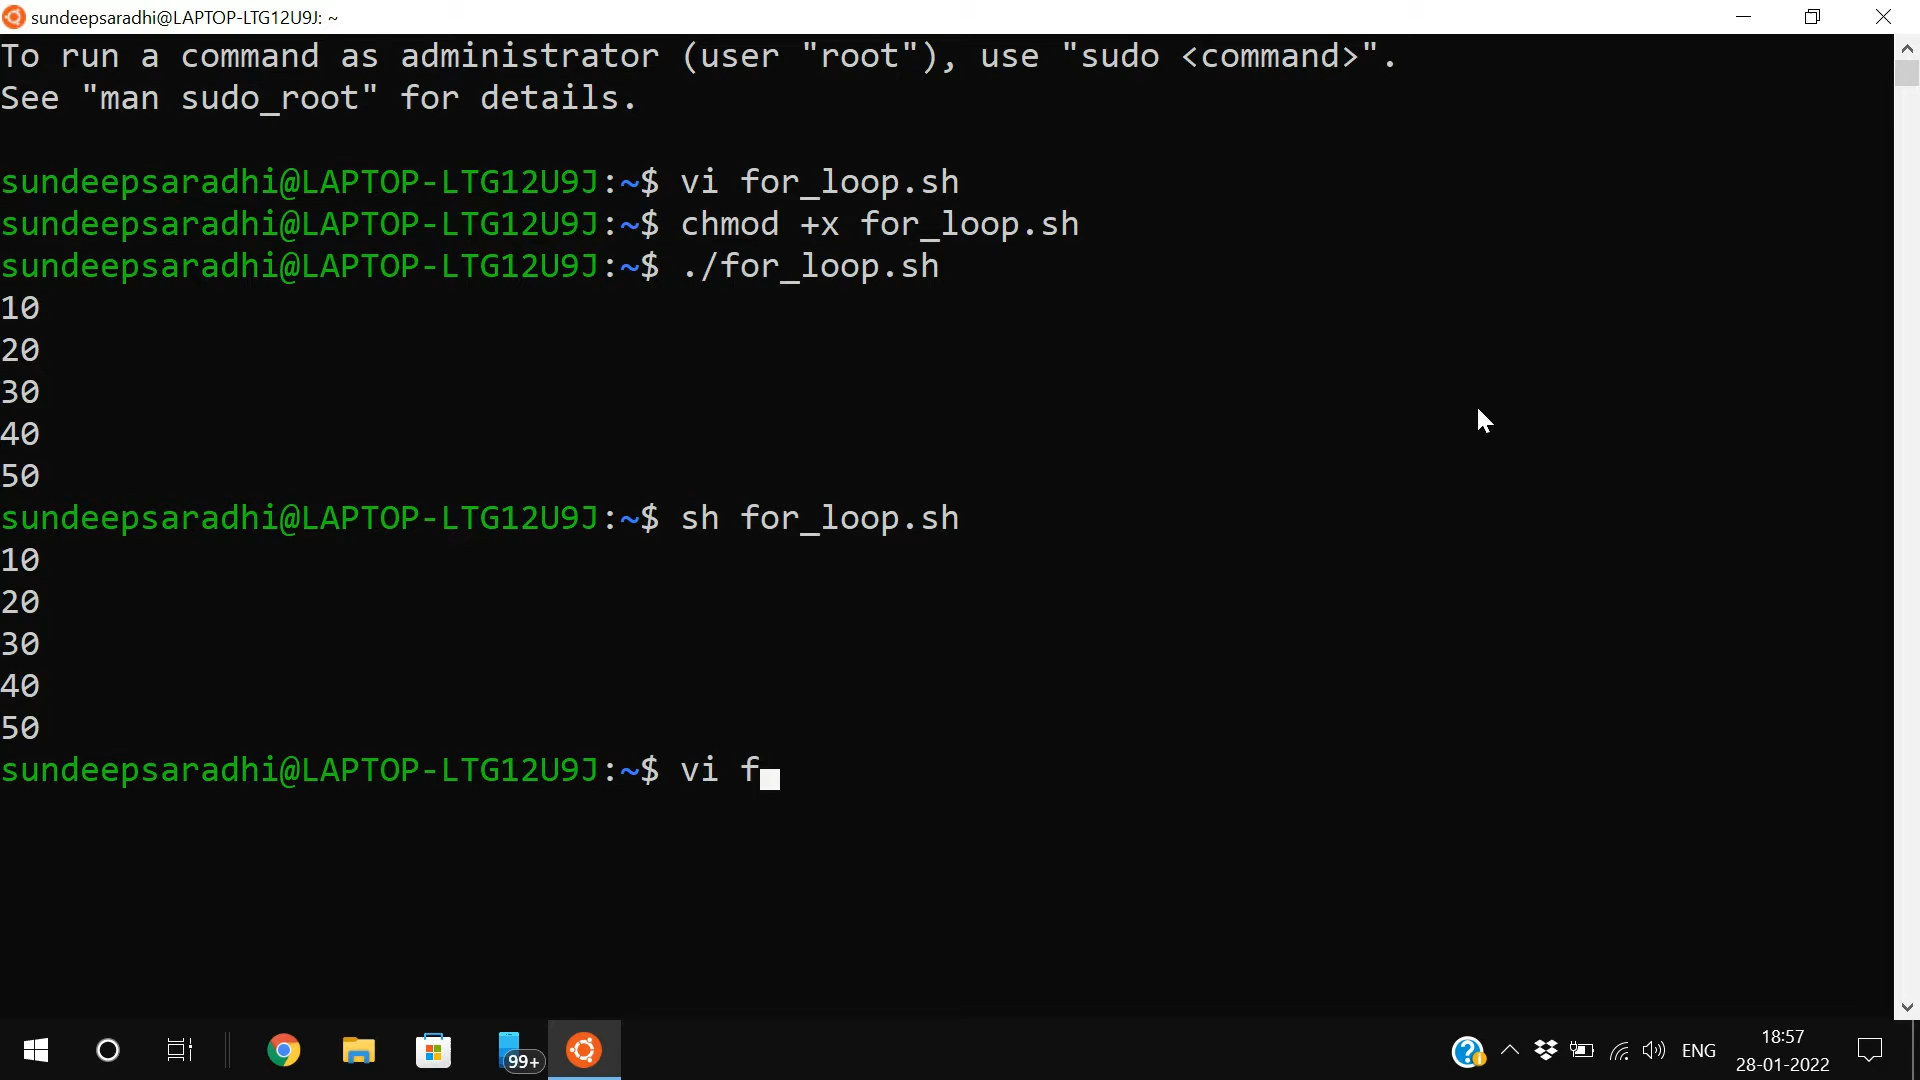 sundeepsaradhi@LAPTOP-LTG12U9J: ~
To run a command as administrator (user "root"), use "sudo <command>".
See "man sudo_root" for details.
sundeepsaradhi@LAPTOP-LTG12U9J:~$ vi for_loop.sh
sundeepsaradhi@LAPTOP-LTG12U9J:~$ chmod +x for_loop.sh
sundeepsaradhi@LAPTOP-LTG12U9J:~$ ./for_loop.sh
10
20
30
40
50
sundeepsaradhi@LAPTOP-LTG12U9J:~$ sh for_loop.sh
10
20
30
40
50
sundeepsaradhi@LAPTOP-LTG12U9J:~$ vi f
99+
ENG
18:57
28-01-2022